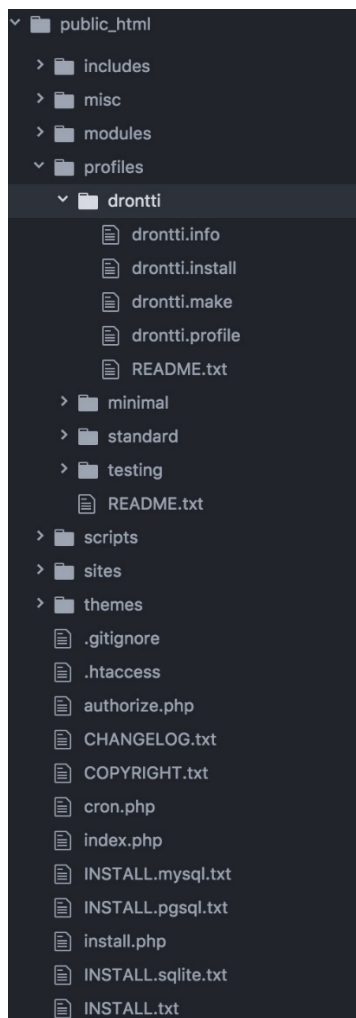 public_html
includes
misc
modules
profiles
drontti
drontti.info
drontti.install
drontti.make
drontti.profile
README.txt
minimal
standard
testing
README.txt
scripts
sites
themes
.gitignore
.htaccess
authorize.php
CHANGELOG.txt
COPYRIGHT.txt
cron.php
index.php
INSTALL.mysql.txt
INSTALL.pgsql.txt
install.php
INSTALL.sqlite.txt
INSTALL.txt